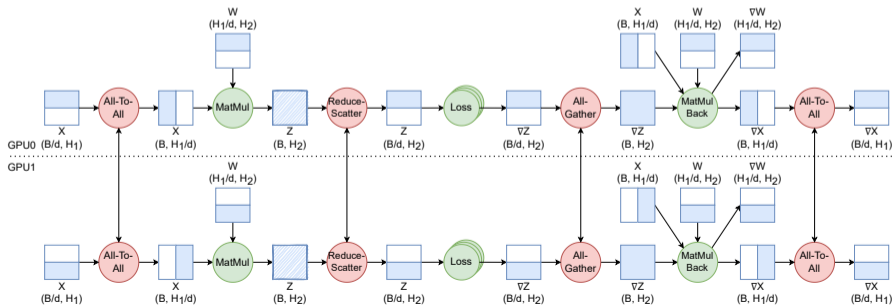 W
(H1/d, H2)
X
(B, H1/d)
W
(H1/d, H2)
∇W
(H1/d, H2)
All-To-
All
MatMul
Reduce-
Scatter
Loss
All-
Gather
MatMul
Back
All-To-
All
X
(B/d, H1)
X
(B, H1/d)
Z
(B, H2)
Z
(B/d, H2)
∇Z
(B/d, H2)
∇Z
(B, H2)
∇X
(B, H1/d)
∇X
(B/d, H1)
GPU0
GPU1
W
(H1/d, H2)
X
(B, H1/d)
W
(H1/d, H2)
∇W
(H1/d, H2)
All-To-
All
MatMul
Reduce-
Scatter
Loss
All-
Gather
MatMul
Back
All-To-
All
X
(B/d, H1)
X
(B, H1/d)
Z
(B, H2)
Z
(B/d, H2)
∇Z
(B/d, H2)
∇Z
(B, H2)
∇X
(B, H1/d)
∇X
(B/d, H1)